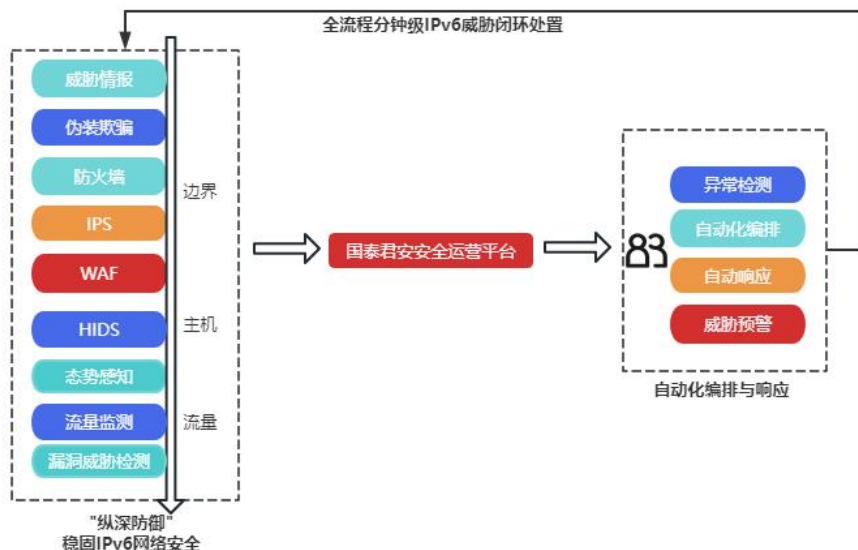 全流程分钟级IPv6威胁闭环处置
威胁情报
伪装欺骗
防火墙
IPS
WAF
HIDS
态势感知
流量监测
漏洞威胁检测
边界
主机
流量
"纵深防御"
稳固IPv6网络安全
国泰君安安全运营平台
异常检测
自动化编排
自动响应
威胁预警
自动化编排与响应